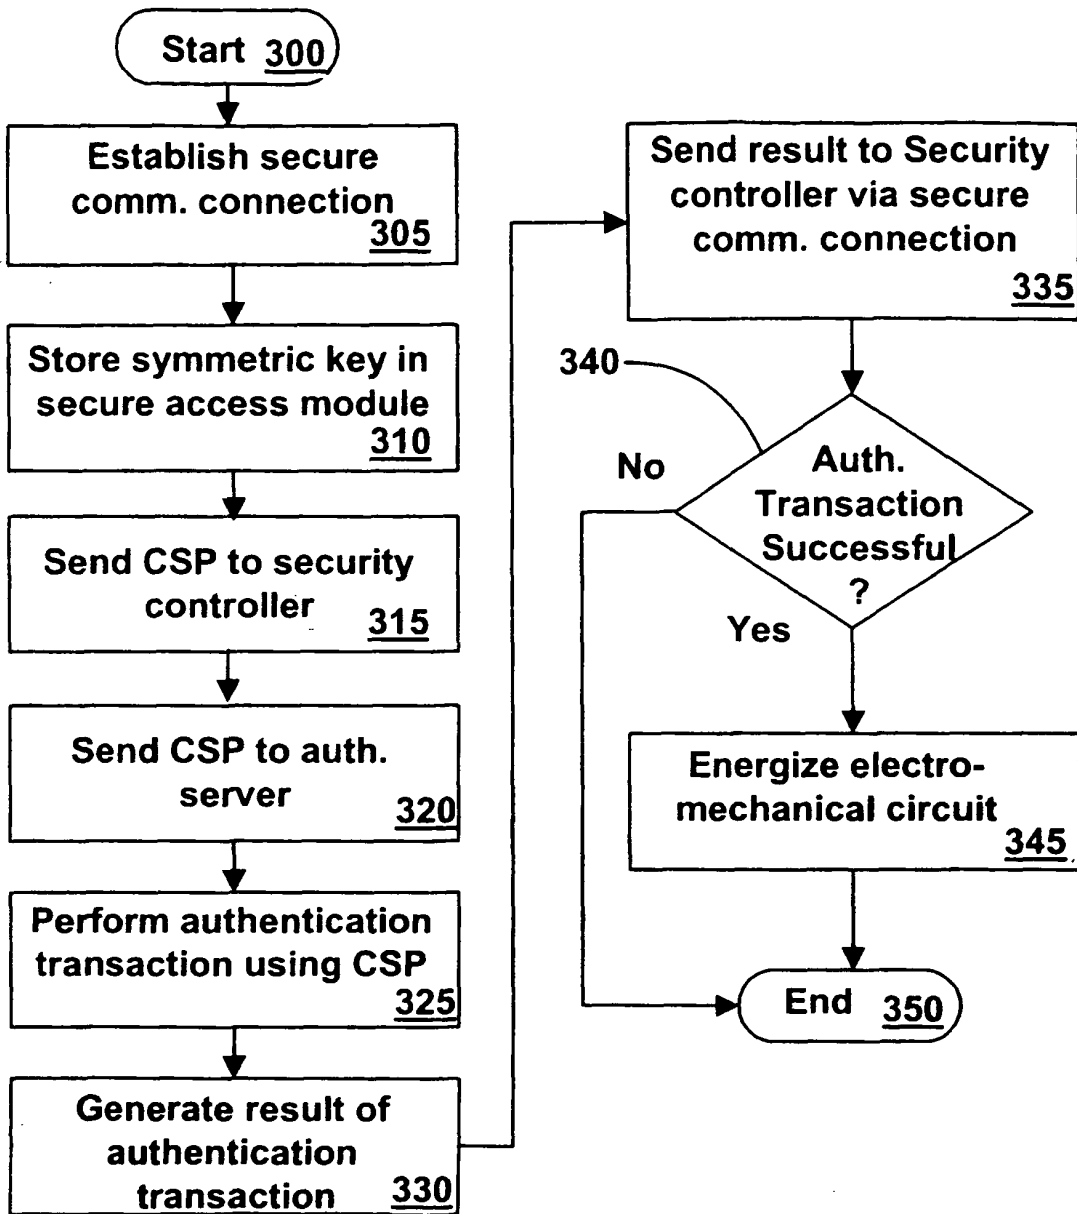 Start 300
Establish secure
comm. connection
305
Store symmetric key in
secure access module
310
Send CSP to security
controller
315
Send CSP to auth.
server
320
Perform authentication
transaction using CSP
325
Generate result of
authentication
transaction 330
Send result to Security
controller via secure
comm. connection
335
340
Auth.
Transaction
Successful
?
No
Yes
Energize electro-
mechanical circuit
345
End 350